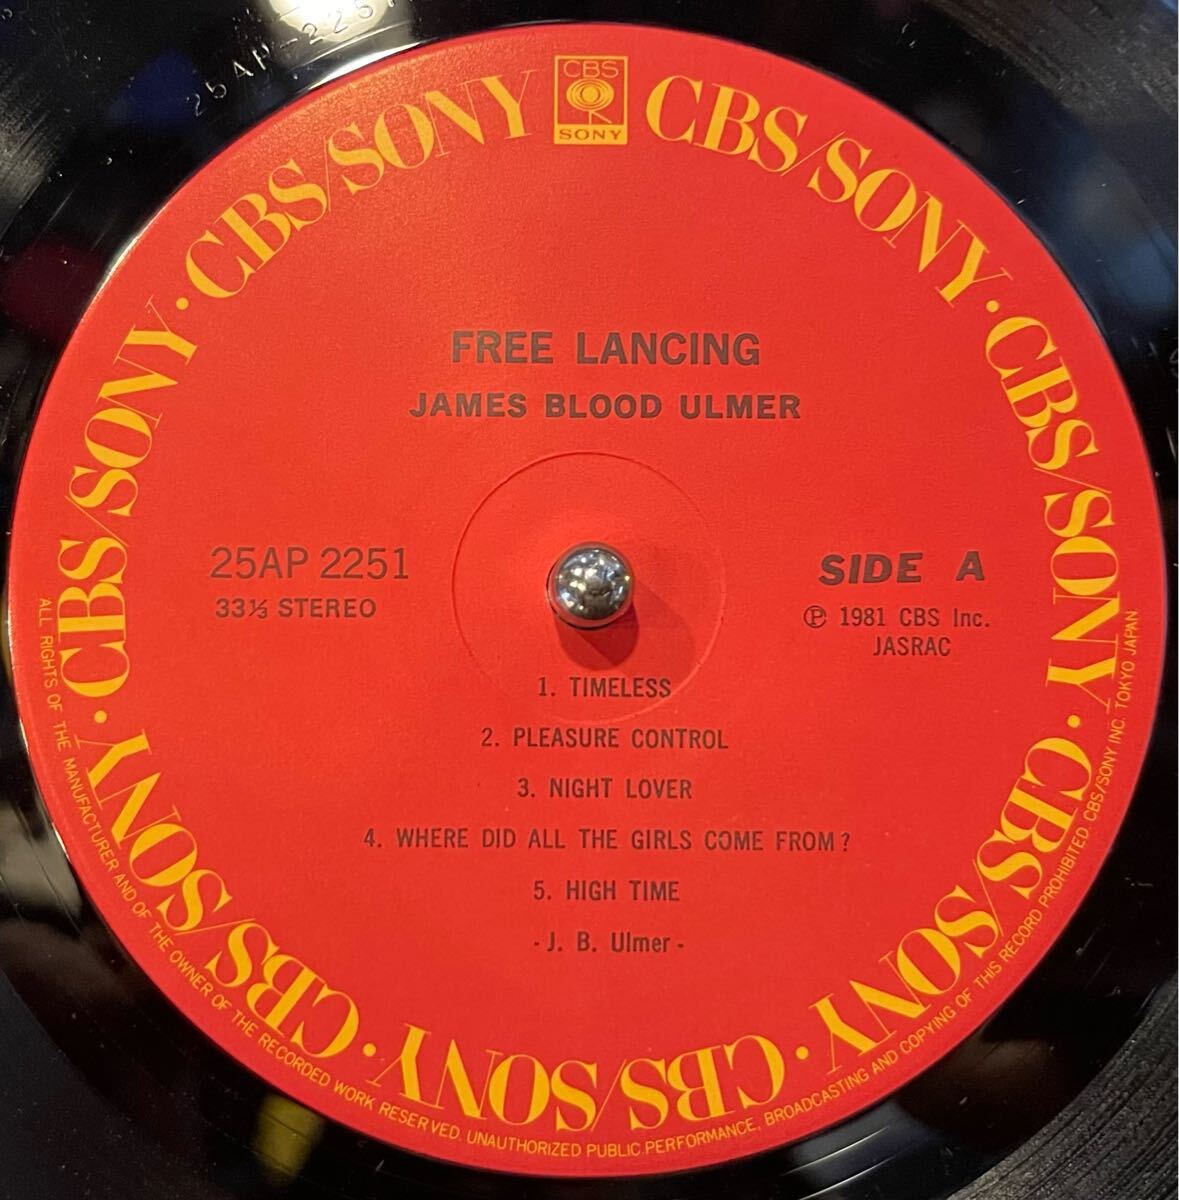 25AP 2251
CBS
SONY
CBS/SONY · CBS/SONY · CBS/SONY · CBS/SONY · CBS/SONY · CBS/SONY · CBS/SONY · CBS/SONY
FREE LANCING
JAMES BLOOD ULMER
25AP 2251
33⅓ STEREO
SIDE A
Ⓟ 1981 CBS Inc.
JASRAC
1. TIMELESS
2. PLEASURE CONTROL
3. NIGHT LOVER
4. WHERE DID ALL THE GIRLS COME FROM?
5. HIGH TIME
- J. B. Ulmer -
ALL RIGHTS OF THE MANUFACTURER AND OF THE OWNER OF THE RECORDED WORK RESERVED. UNAUTHORIZED PUBLIC PERFORMANCE, BROADCASTING AND COPYING OF THIS RECORD PROHIBITED. CBS/SONY INC. TOKYO JAPAN